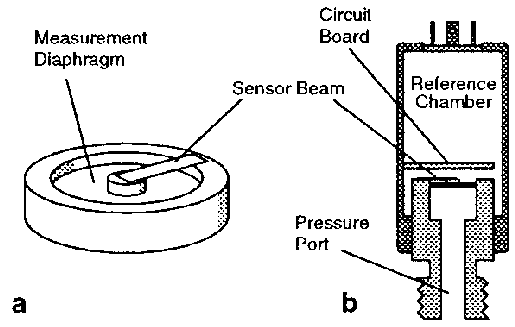 Measurement
Diaphragm
Circuit
Board
Sensor Beam
Reference
Chamber
Pressure
Port
a
b